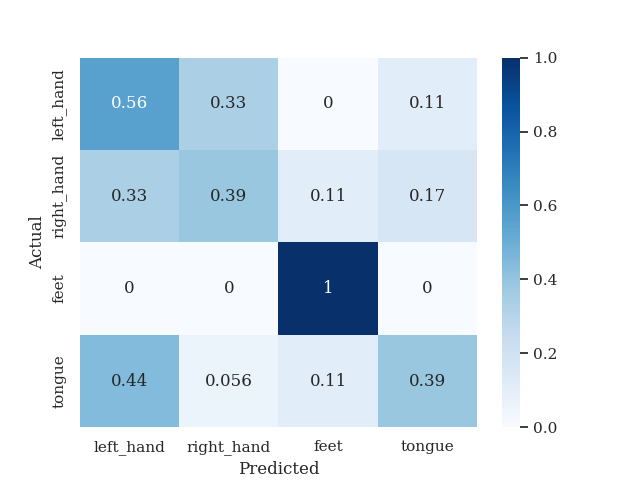 left_hand 0.56 0.33 0 0.11
right_hand 0.33 0.39 0.11 0.17
feet 0 0 1 0
tongue 0.44 0.056 0.11 0.39
Actual
left_hand right_hand feet tongue
Predicted
1.0
0.8
0.6
0.4
0.2
0.0